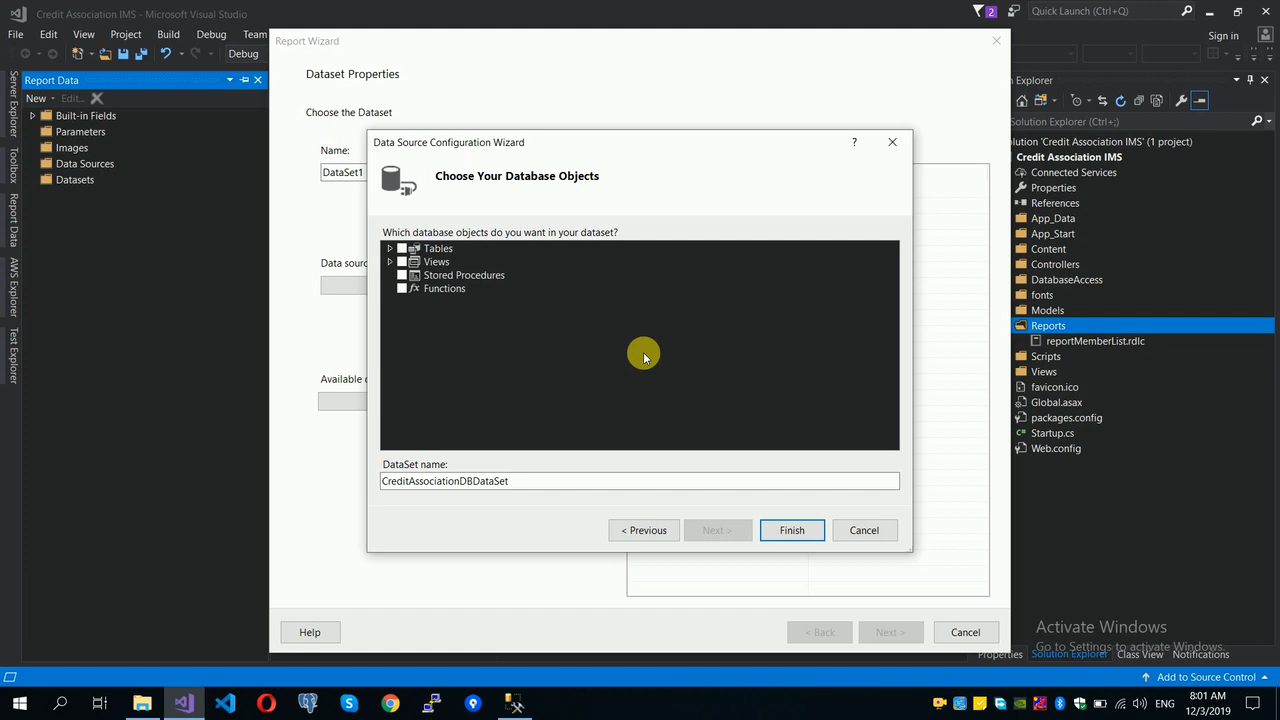 Credit Association IMS - Microsoft Visual Studio
2
Quick Launch (Ctrl+;)
File Edit View Project Build Debug Team
Sign in
Debug
Report Wizard
Report Data
New Edit...
Built-in Fields
Parameters
Images
Data Sources
Datasets
Server Explorer
Toolbox
Report Data
AWS Explorer
Test Explorer
Dataset Properties
Choose the Dataset
Name:
DataSet1
Data sour
Available
Data Source Configuration Wizard
?
Choose Your Database Objects
Which database objects do you want in your dataset?
Tables
Views
Stored Procedures
fx Functions
DataSet name:
CreditAssociationDBDataSet
< Previous Next > Finish Cancel
Help < Back Next > Cancel
Explorer
olution Explorer (Ctrl+;)
olution 'Credit Association IMS' (1 project)
Credit Association IMS
Connected Services
Properties
References
App_Data
App_Start
Content
Controllers
DatabaseAccess
fonts
Models
Reports
reportMemberList.rdlc
Scripts
Views
favicon.ico
Global.asax
packages.config
Startup.cs
Web.config
Activate Windows
Go to Settings to activate Windows.
Properties Solution Explorer Class View Notifications
Add to Source Control
ENG
8:01 AM
12/3/2019